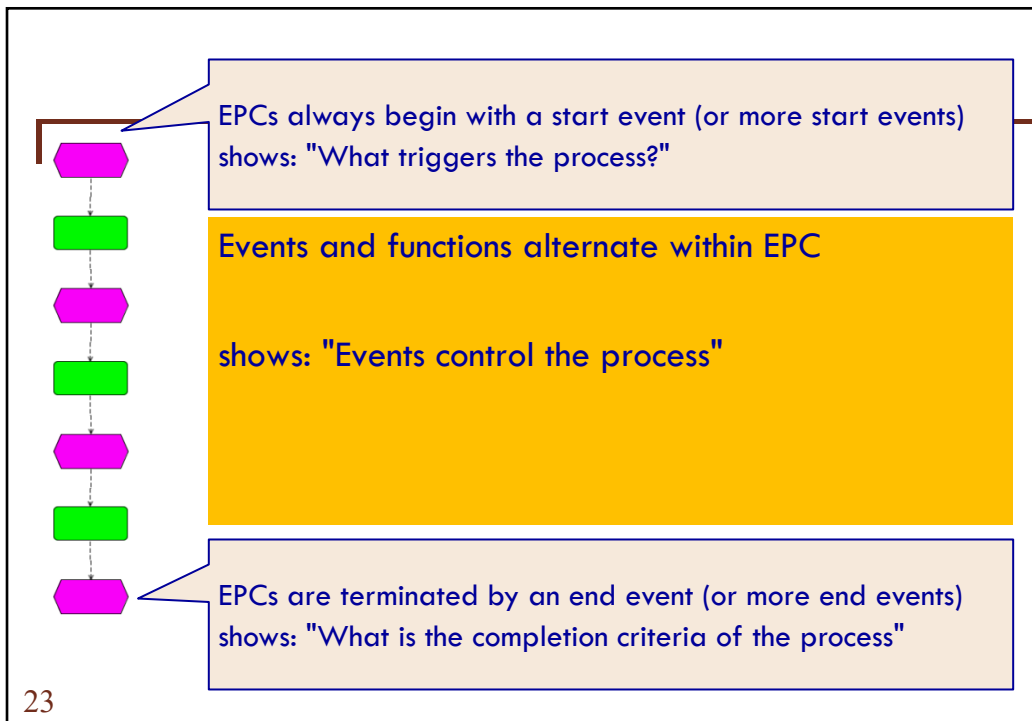 EPCs always begin with a start event (or more start events)
shows: "What triggers the process?"
Events and functions alternate within EPC
shows: "Events control the process"
EPCs are terminated by an end event (or more end events)
shows: "What is the completion criteria of the process"
23